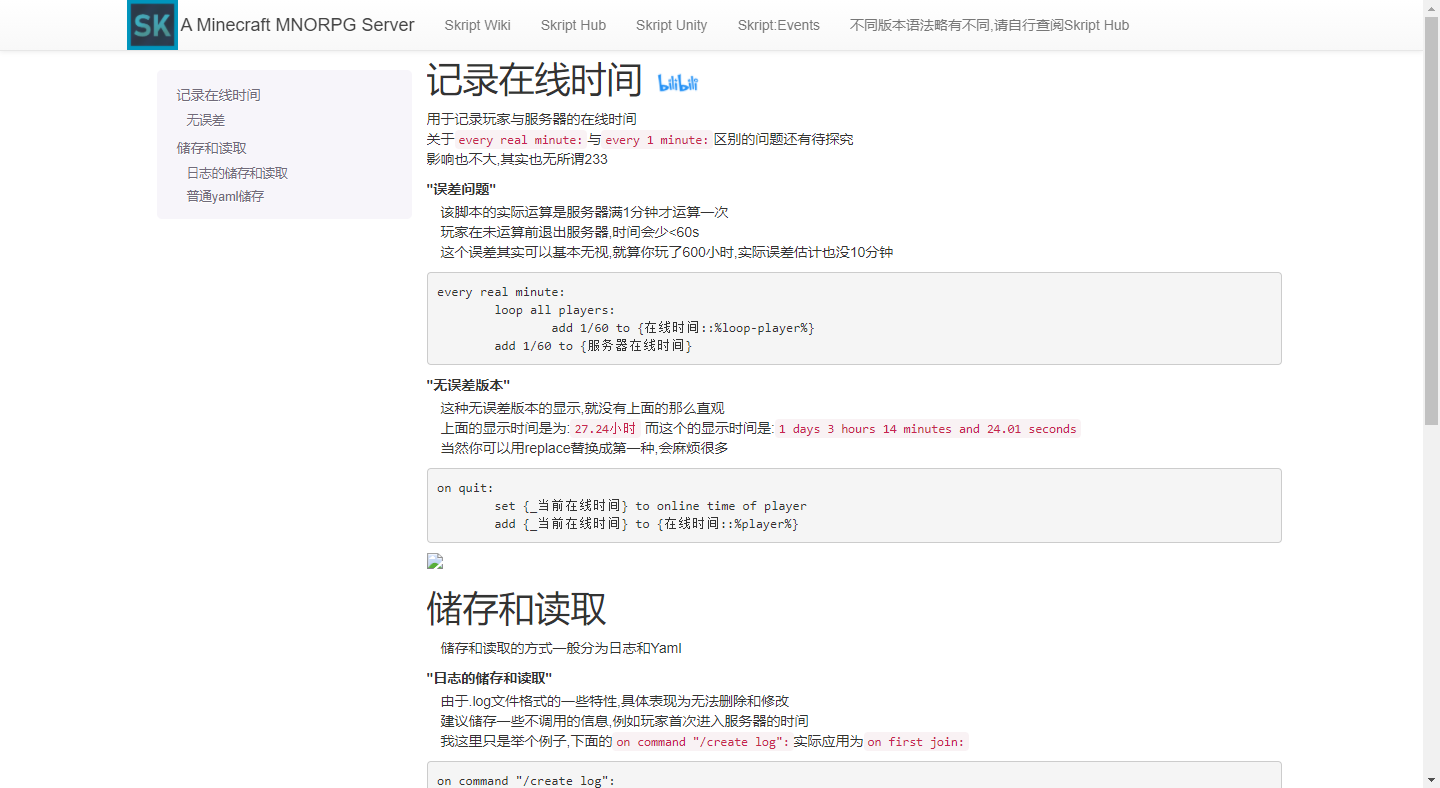 SK A Minecraft MNORPG Server Skript Wiki Skript Hub Skript Unity Skript:Events 不同版本语法略有不同,请自行查阅Skript Hub
记录在线时间
无误差
储存和读取
日志的储存和读取
普通yaml储存
记录在线时间 bilibili
用于记录玩家与服务器的在线时间
关于 every real minute: 与 every 1 minute: 区别的问题还有待探究
影响也不大,其实也无所谓233
"误差问题"
该脚本的实际运算是服务器满1分钟才运算一次
玩家在未运算前退出服务器,时间会少<60s
这个误差其实可以基本无视,就算你玩了600小时,实际误差估计也没10分钟
every real minute:
loop all players:
add 1/60 to {在线时间::%loop-player%}
add 1/60 to {服务器在线时间}
"无误差版本"
这种无误差版本的显示,就没有上面的那么直观
上面的显示时间是为: 27.24小时 而这个的显示时间是: 1 days 3 hours 14 minutes and 24.01 seconds
当然你可以用replace替换成第一种,会麻烦很多
on quit:
set {_当前在线时间} to online time of player
add {_当前在线时间} to {在线时间::%player%}
储存和读取
储存和读取的方式一般分为日志和Yaml
"日志的储存和读取"
由于.log文件格式的一些特性,具体表现为无法删除和修改
建议储存一些不调用的信息,例如玩家首次进入服务器的时间
我这里只是举个例子,下面的 on command "/create log": 实际应用为 on first join:
on command "/create log":